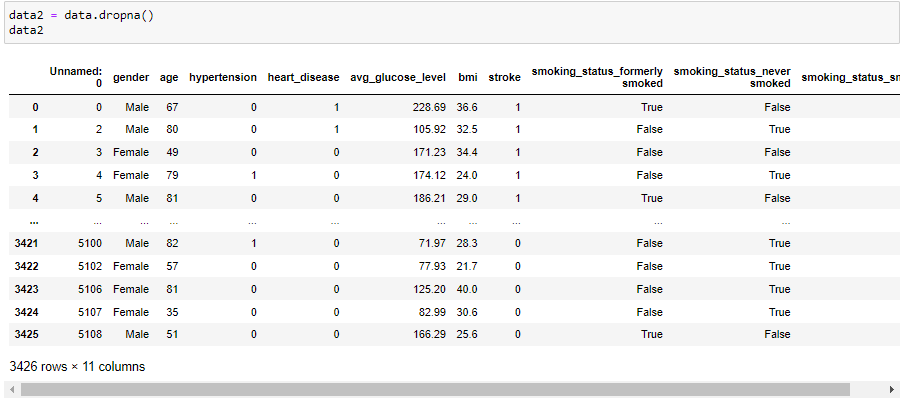 data2 = data.dropna()
data2
Unnamed: 0 gender age hypertension heart_disease avg_glucose_level bmi stroke smoking_status_formerly smoked smoking_status_never smoked smoking_status_sm
0 0 Male 67 0 1 228.69 36.6 1 True False
1 2 Male 80 0 1 105.92 32.5 1 False True
2 3 Female 49 0 0 171.23 34.4 1 False False
3 4 Female 79 1 0 174.12 24.0 1 False True
4 5 Male 81 0 0 186.21 29.0 1 True False
... ... ... ... ... ... ... ... ... ... ...
3421 5100 Male 82 1 0 71.97 28.3 0 False True
3422 5102 Female 57 0 0 77.93 21.7 0 False True
3423 5106 Female 81 0 0 125.20 40.0 0 False True
3424 5107 Female 35 0 0 82.99 30.6 0 False True
3425 5108 Male 51 0 0 166.29 25.6 0 True False
3426 rows × 11 columns